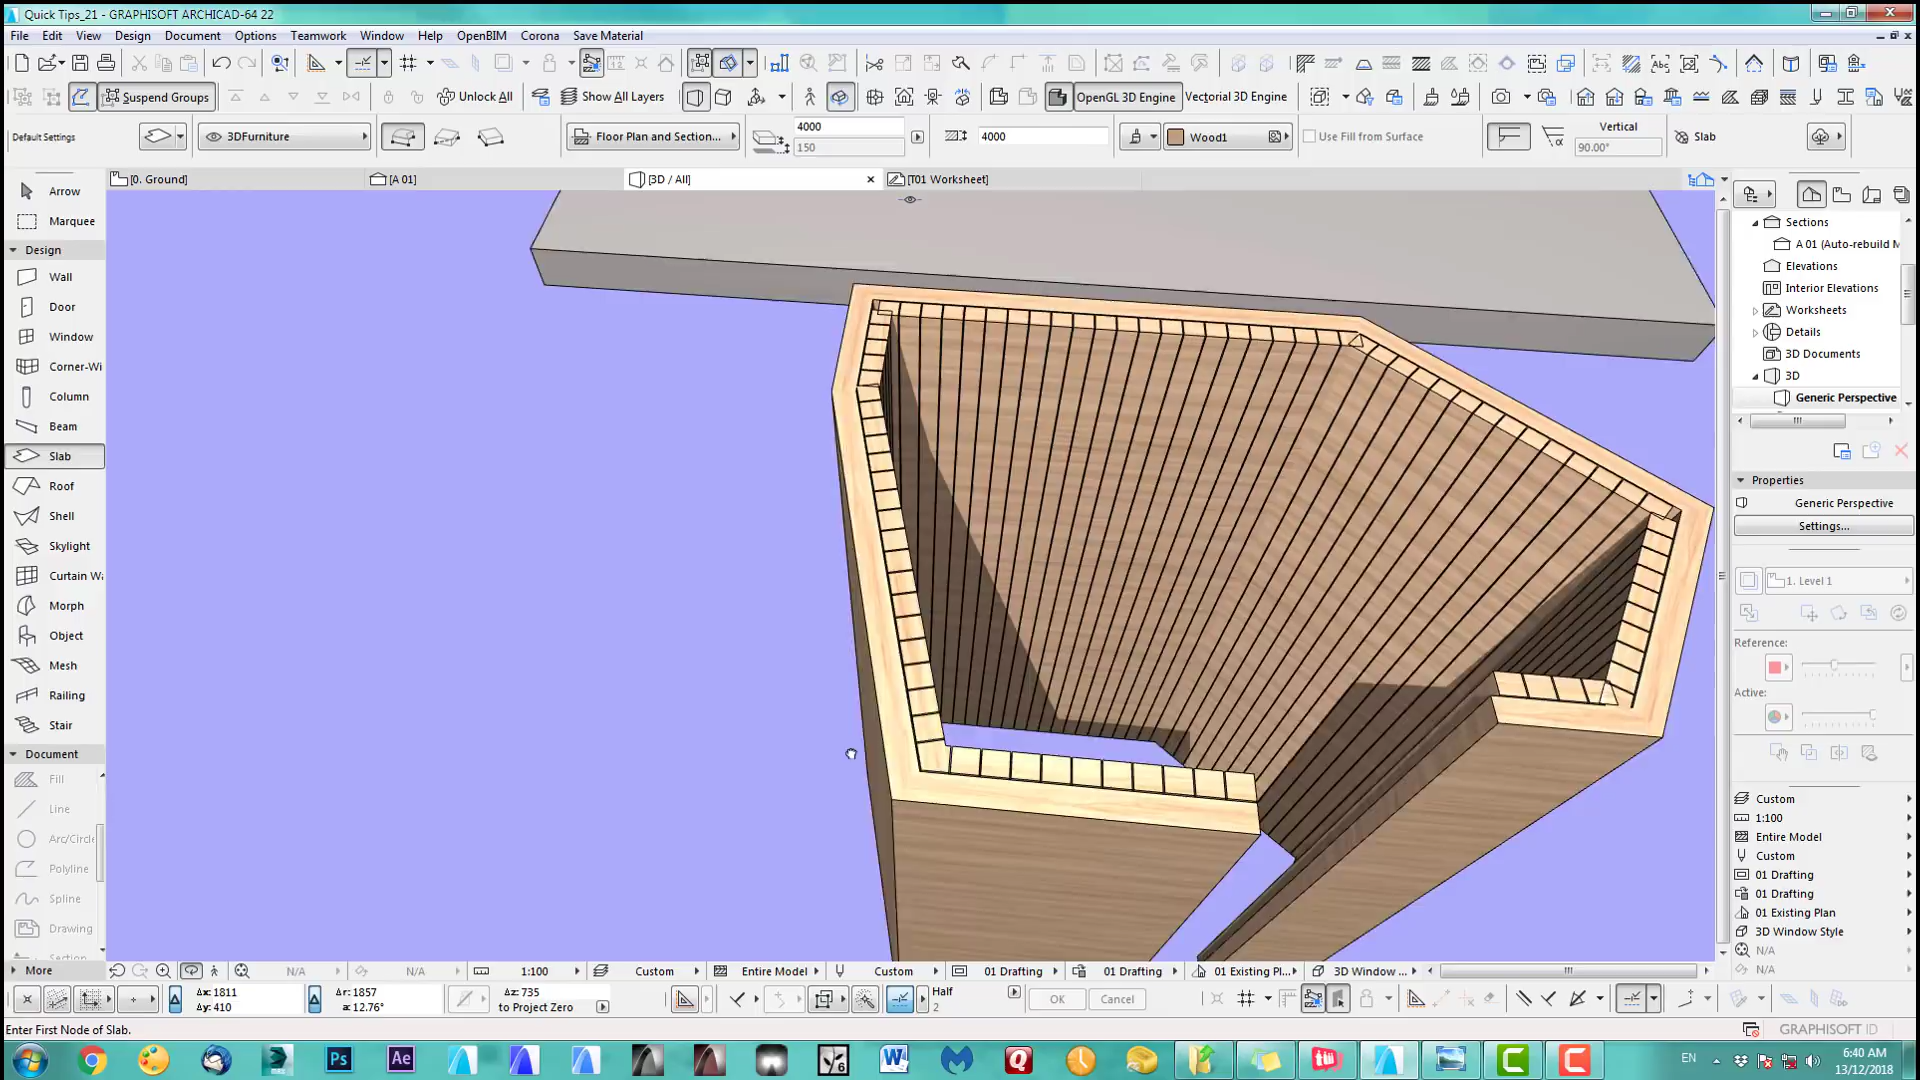 Quick Tips_21 - GRAPHISOFT ARCHICAD-64 22
File Edit View Design Document Options Teamwork Window Help OpenBIM Corona Save Material
Suspend Groups Unlock All Show All Layers OpenGL 3D Engine Vectorial 3D Engine
Default Settings 3DFurniture Floor Plan and Section... 4000 150 4000 Wood1 Use Fill from Surface Vertical 90.00° Slab
[0. Ground] [A 01] [3D / All] [T01 Worksheet]
Arrow
Marquee
Design
Wall
Door
Window
Corner-Wi
Column
Beam
Slab
Roof
Shell
Skylight
Curtain Wa
Morph
Object
Mesh
Railing
Stair
Document
Fill
Line
Arc/Circle
Polyline
Spline
Drawing
More
Sections
A 01 (Auto-rebuild M
Elevations
Interior Elevations
Worksheets
Details
3D Documents
3D
Generic Perspective
Properties
Generic Perspective
Settings...
1. Level 1
Reference:
Active:
Custom
1:100
Entire Model
Custom
01 Drafting
01 Drafting
01 Existing Plan
3D Window Style
N/A
N/A
N/A N/A 1:100 Custom Entire Model Custom 01 Drafting 01 Drafting 01 Existing Pl... 3D Window ...
Δx: 1811 Δr: 1857 Δz: 735 Half OK Cancel
Δy: 410 a: 12.76° to Project Zero 2
Enter First Node of Slab. GRAPHISOFT ID
Ps Ae 6 W Q EN 6:40 AM
13/12/2018